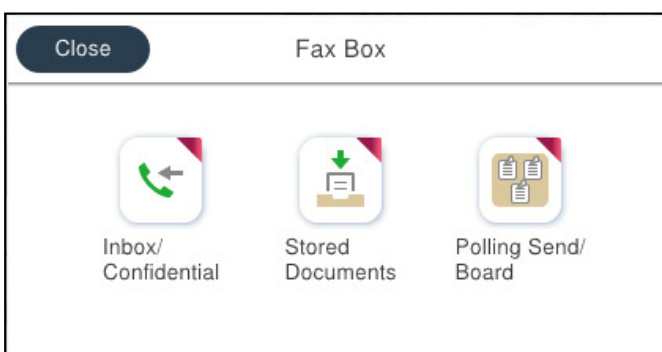 Close
Fax Box
Inbox/
Confidential
Stored
Documents
Polling Send/
Board